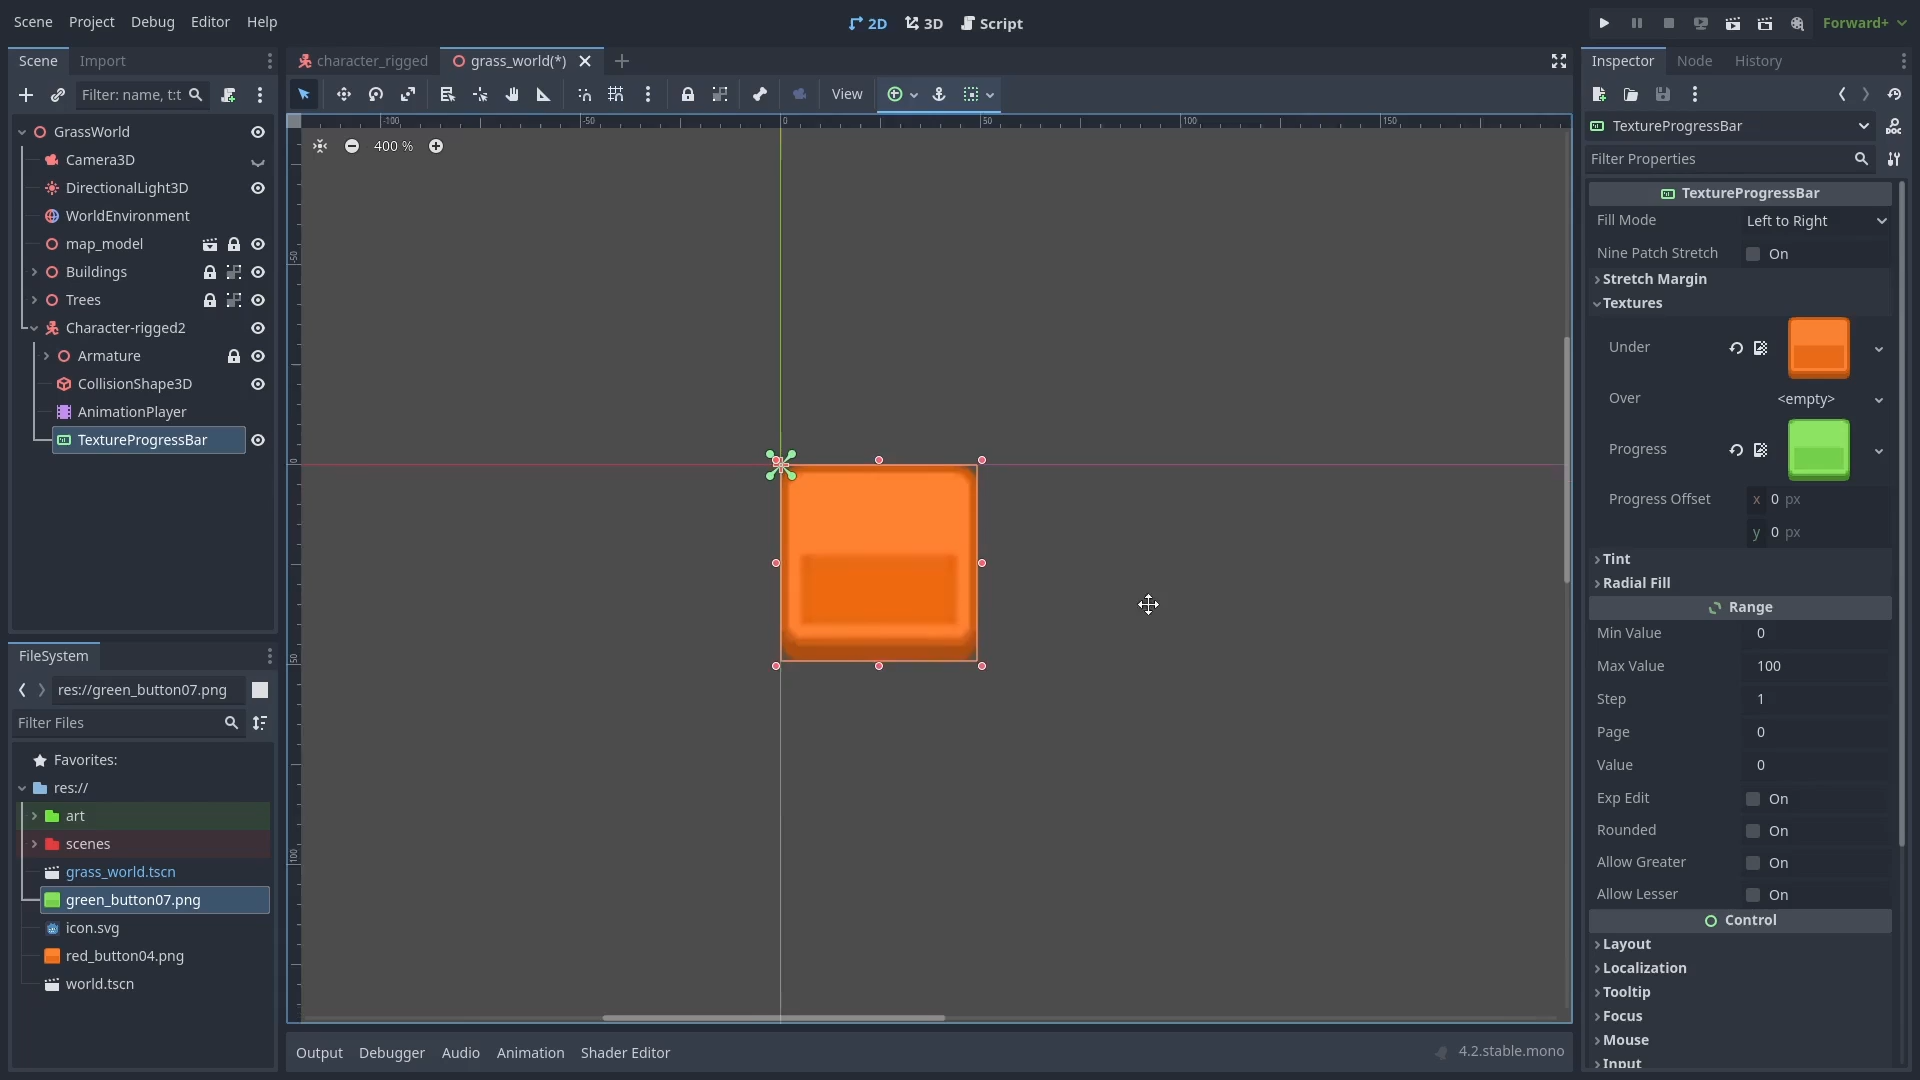 Scene Project Debug Editor Help
2D 3D Script
Forward+
Scene Import
Filter: name, t:t
GrassWorld
Camera3D
DirectionalLight3D
WorldEnvironment
map_model
Buildings
Trees
Character-rigged2
Armature
CollisionShape3D
AnimationPlayer
TextureProgressBar
FileSystem
res://green_button07.png
Filter Files
Favorites:
res://
art
scenes
grass_world.tscn
green_button07.png
icon.svg
red_button04.png
world.tscn
character_rigged grass_world(*)
View
-100 -50 0 50 100 150
400 %
-50
0
50
100
Output Debugger Audio Animation Shader Editor
4.2.stable.mono
Inspector Node History
TextureProgressBar
Filter Properties
TextureProgressBar
Fill Mode Left to Right
Nine Patch Stretch On
Stretch Margin
Textures
Under
Over <empty>
Progress
Progress Offset x 0 px
y 0 px
Tint
Radial Fill
Range
Min Value 0
Max Value 100
Step 1
Page 0
Value 0
Exp Edit On
Rounded On
Allow Greater On
Allow Lesser On
Control
Layout
Localization
Tooltip
Focus
Mouse
Input